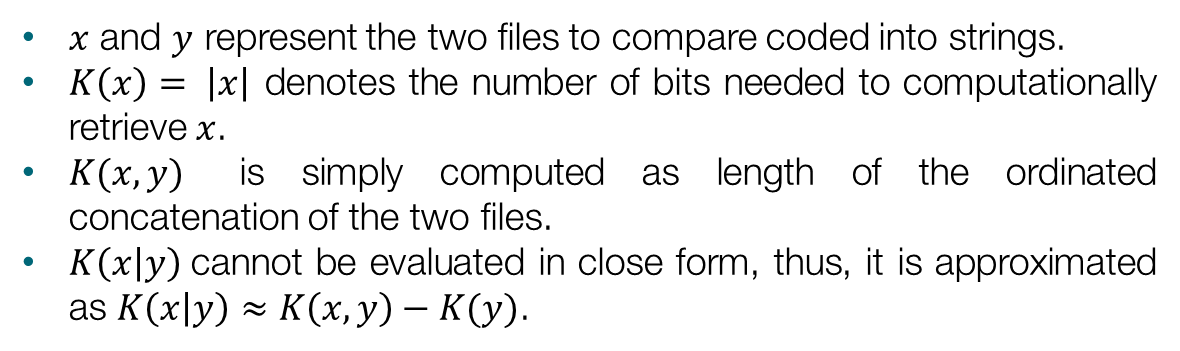 • x and y represent the two files to compare coded into strings.
• K(x) = |x| denotes the number of bits needed to computationally
retrieve x.
• K(x, y) is simply computed as length of the ordinated
concatenation of the two files.
• K(x|y) cannot be evaluated in close form, thus, it is approximated
as K(x|y) ≈ K(x, y) − K(y).